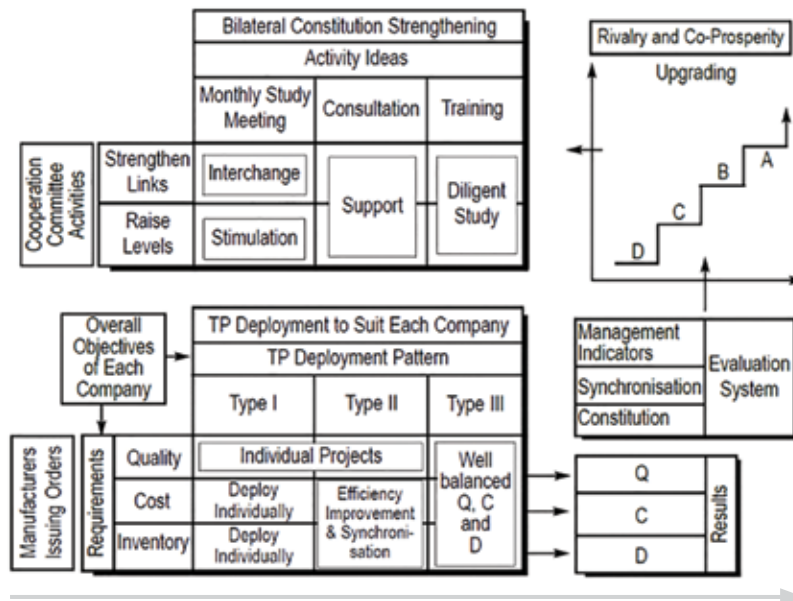 Bilateral Constitution Strengthening
Activity Ideas
Monthly Study
Meeting
Consultation
Training
Cooperation
Committee
Activities
Strengthen
Links
Interchange
Support
Diligent
Study
Raise
Levels
Stimulation
Rivalry and Co-Prosperity
Upgrading
A
B
C
D
Overall
Objectives
of Each
Company
TP Deployment to Suit Each Company
TP Deployment Pattern
Type I
Type II
Type III
Manufacturers
Issuing Orders
Requirements
Quality
Individual Projects
Well
balanced
Q, C
and
D
Cost
Deploy
Individually
Efficiency
Improvement
& Synchroni-
sation
Inventory
Deploy
Individually
Management
Indicators
Synchronisation
Constitution
Evaluation
System
Q
C
D
Results